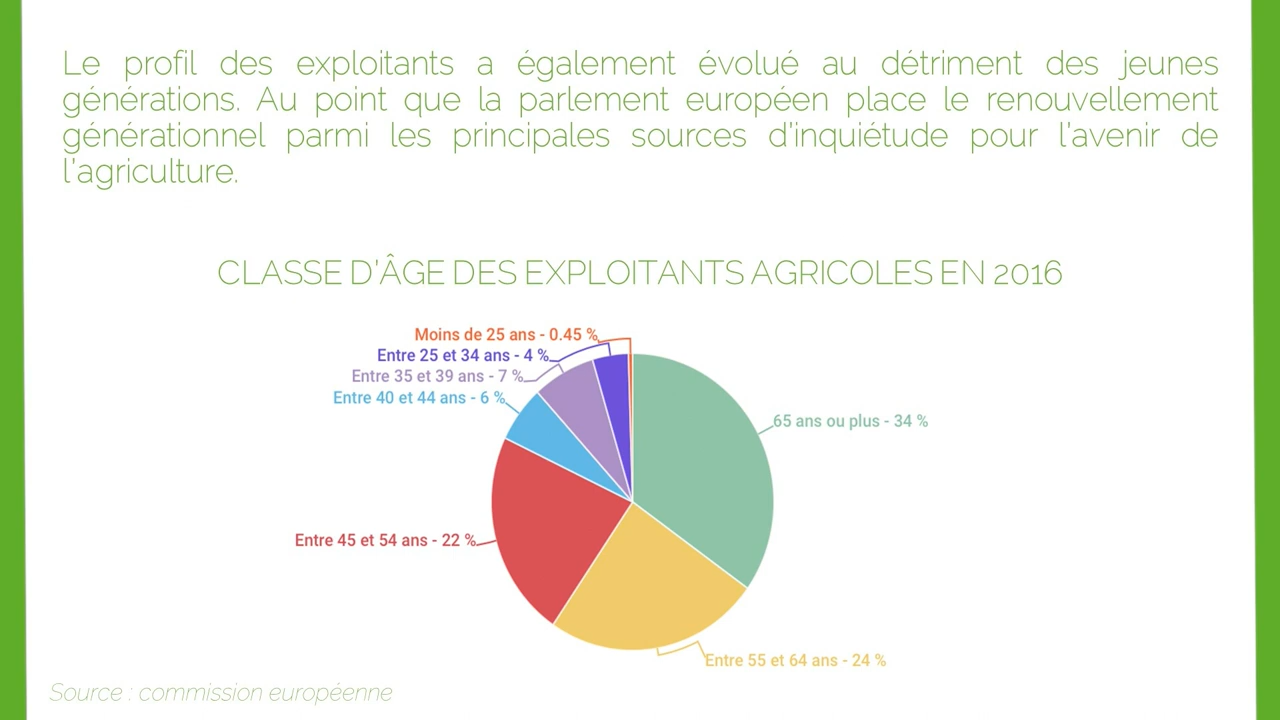 Le profil des exploitants a également évolué au détriment des jeunes
générations. Au point que la parlement européen place le renouvellement
générationnel parmi les principales sources d'inquiétude pour l'avenir de
l'agriculture.
CLASSE D'ÂGE DES EXPLOITANTS AGRICOLES EN 2016
Moins de 25 ans - 0.45 %
Entre 25 et 34 ans - 4 %
Entre 35 et 39 ans - 7 %
Entre 40 et 44 ans - 6 %
65 ans ou plus - 34 %
Entre 45 et 54 ans - 22 %
Entre 55 et 64 ans - 24 %
Source : commission européenne